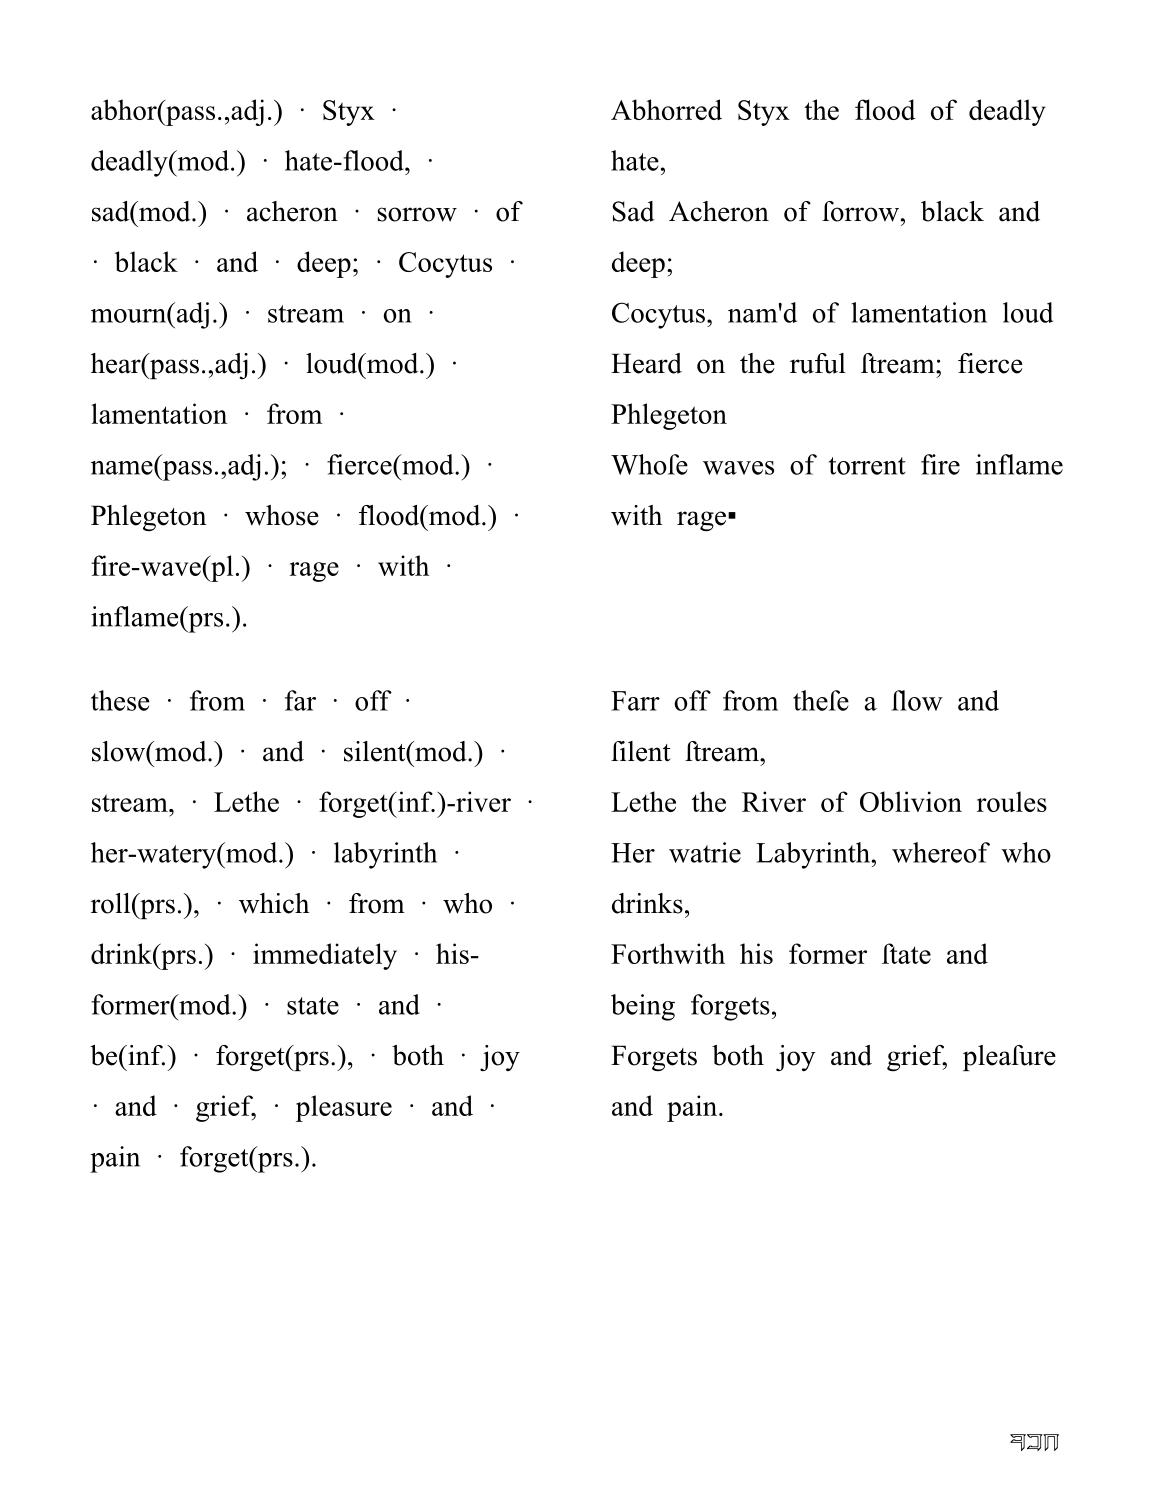 abhor(pass.,adj.) · Styx ·
deadly(mod.) · hate-flood, ·
sad(mod.) · acheron · sorrow · of
· black · and · deep; · Cocytus ·
mourn(adj.) · stream · on ·
hear(pass.,adj.) · loud(mod.) ·
lamentation · from ·
name(pass.,adj.); · fierce(mod.) ·
Phlegeton · whose · flood(mod.) ·
fire-wave(pl.) · rage · with ·
inflame(prs.).
Abhorred Styx the flood of deadly
hate,
Sad Acheron of ſorrow, black and
deep;
Cocytus, nam'd of lamentation loud
Heard on the ruful ſtream; fierce
Phlegeton
Whoſe waves of torrent fire inflame
with rage▪
these · from · far · off ·
slow(mod.) · and · silent(mod.) ·
stream, · Lethe · forget(inf.)-river ·
her-watery(mod.) · labyrinth ·
roll(prs.), · which · from · who ·
drink(prs.) · immediately · his-
former(mod.) · state · and ·
be(inf.) · forget(prs.), · both · joy
· and · grief, · pleasure · and ·
pain · forget(prs.).
Farr off from theſe a ſlow and
ſilent ſtream,
Lethe the River of Oblivion roules
Her watrie Labyrinth, whereof who
drinks,
Forthwith his former ſtate and
being forgets,
Forgets both joy and grief, pleaſure
and pain.